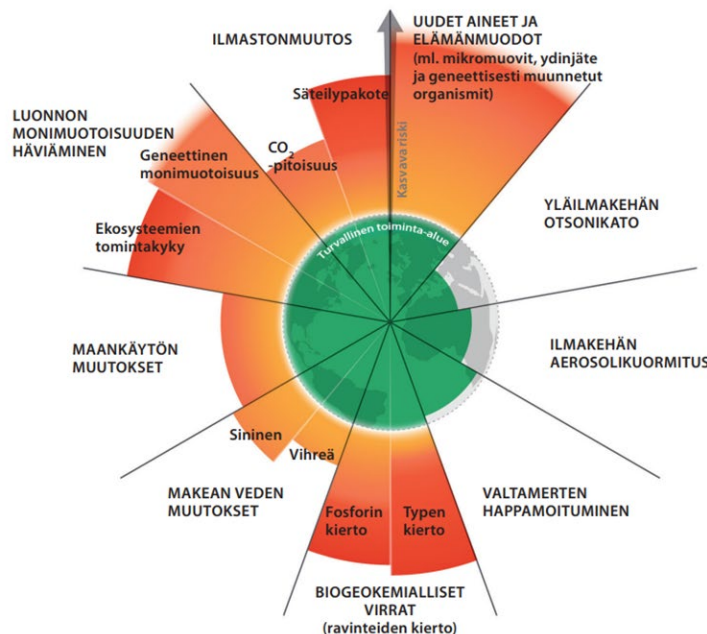 ILMASTONMUUTOS
UUDET AINEET JA
ELÄMÄNMUODOT
(ml. mikromuovit, ydinjäte
ja geneettisesti muunnetut
organismit)
Säteilypakote
CO2
-pitoisuus
Kasvava riski
LUONNON
MONIMUOTOISUUDEN
HÄVIÄMINEN
Geneettinen
monimuotoisuus
Ekosysteemien
tomintakyky
YLÄILMAKEHÄN
OTSONIKATO
Turvallinen toiminta-alue
MAANKÄYTÖN
MUUTOKSET
ILMAKEHÄN
AEROSOLIKUORMITUS
Sininen
Vihreä
MAKEAN VEDEN
MUUTOKSET
Fosforin
kierto
Typen
kierto
VALTAMERTEN
HAPPAMOITUMINEN
BIOGEOKEMIALLISET
VIRRAT
(ravinteiden kierto)